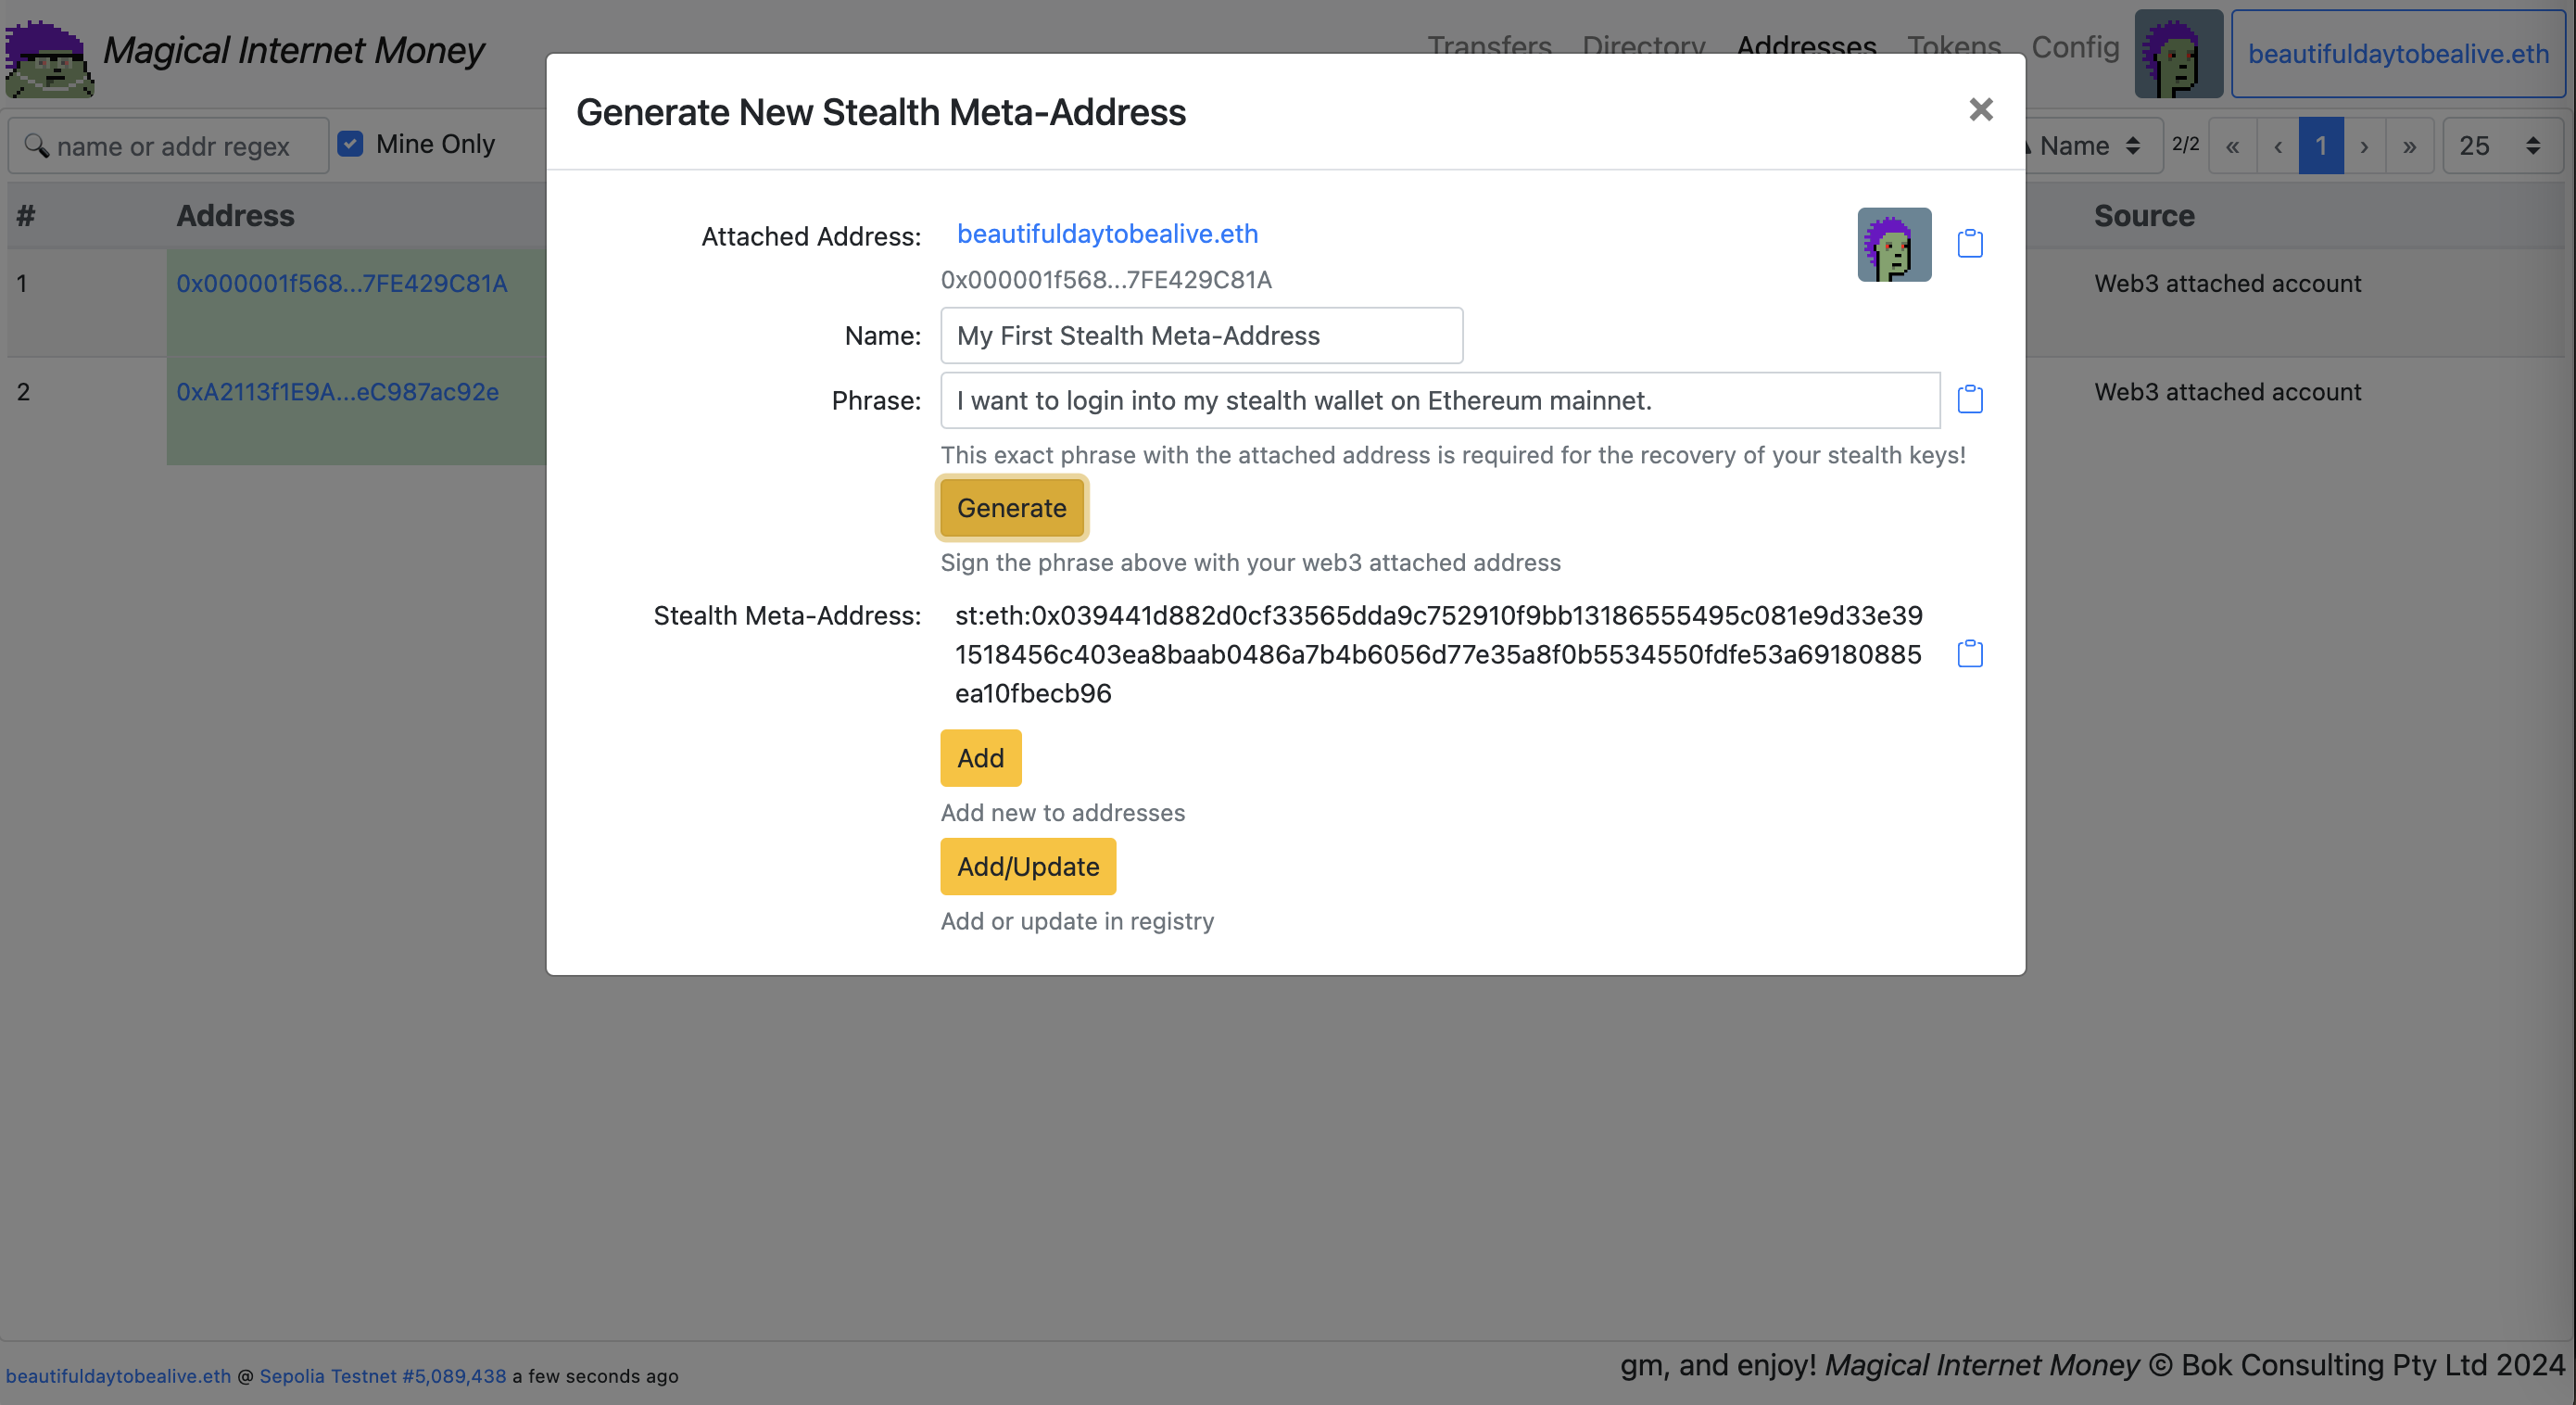 Magical Internet Money
Transfers Directory Addresses Tokens Config beautifuldaytobealive.eth
name or addr regex Mine Only Name 2/2 « ‹ 1 › » 25
# Address Source
1 0x000001f568...7FE429C81A Web3 attached account
2 0xA2113f1E9A...eC987ac92e Web3 attached account
Generate New Stealth Meta-Address ×
Attached Address: beautifuldaytobealive.eth
0x000001f568...7FE429C81A
Name: My First Stealth Meta-Address
Phrase: I want to login into my stealth wallet on Ethereum mainnet.
This exact phrase with the attached address is required for the recovery of your stealth keys!
Generate
Sign the phrase above with your web3 attached address
Stealth Meta-Address: st:eth:0x039441d882d0cf33565dda9c752910f9bb13186555495c081e9d33e39
1518456c403ea8baab0486a7b4b6056d77e35a8f0b5534550fdfe53a69180885
ea10fbecb96
Add
Add new to addresses
Add/Update
Add or update in registry
beautifuldaytobealive.eth @ Sepolia Testnet #5,089,438 a few seconds ago
gm, and enjoy! Magical Internet Money © Bok Consulting Pty Ltd 2024